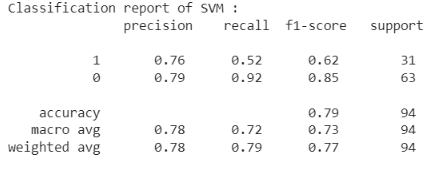 Classification report of SVM :
precision recall f1-score support
1 0.76 0.52 0.62 31
0 0.79 0.92 0.85 63
accuracy 0.79 94
macro avg 0.78 0.72 0.73 94
weighted avg 0.78 0.79 0.77 94